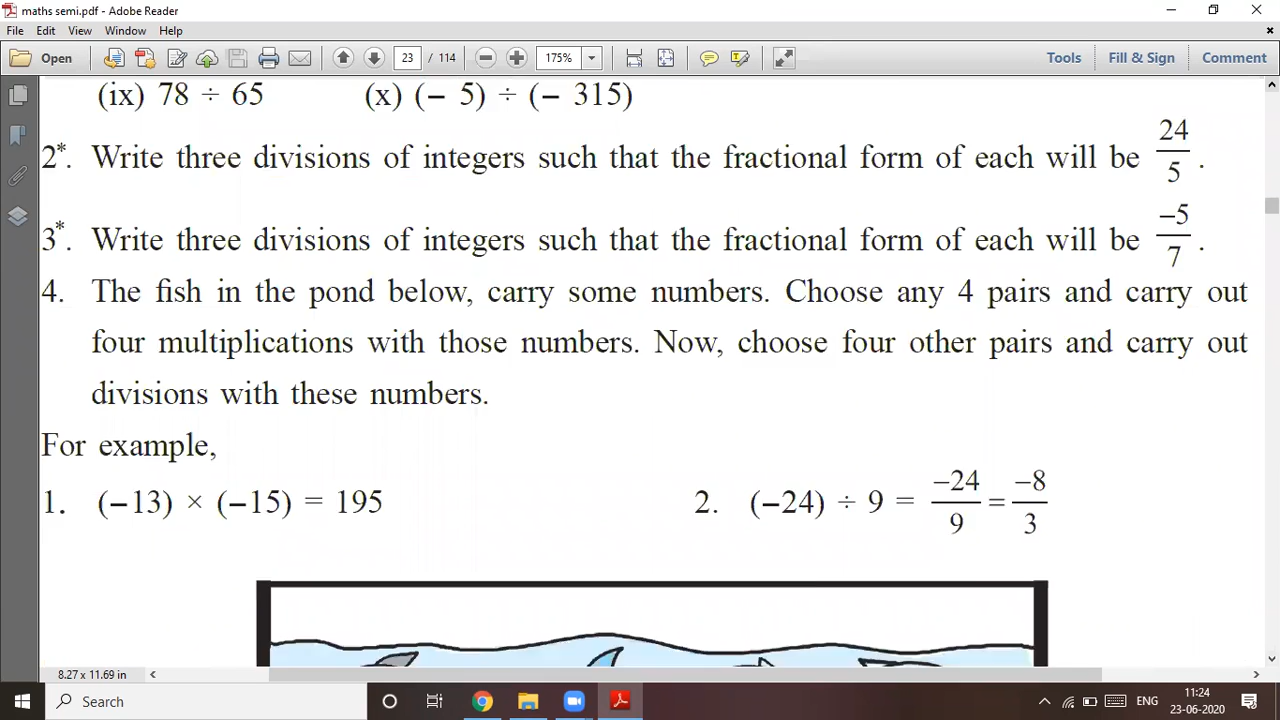 maths semi.pdf - Adobe Reader
File Edit View Window Help
Open 23 / 114 175% Tools Fill & Sign Comment
(ix) 78 ÷ 65 (x) (– 5) ÷ (– 315)
2*. Write three divisions of integers such that the fractional form of each will be 24/5 .
3*. Write three divisions of integers such that the fractional form of each will be –5/7 .
4. The fish in the pond below, carry some numbers. Choose any 4 pairs and carry out
four multiplications with those numbers. Now, choose four other pairs and carry out
divisions with these numbers.
For example,
1. (–13) × (–15) = 195 2. (–24) ÷ 9 = –24/9 = –8/3
8.27 x 11.69 in
Search ENG 11:24
23-06-2020